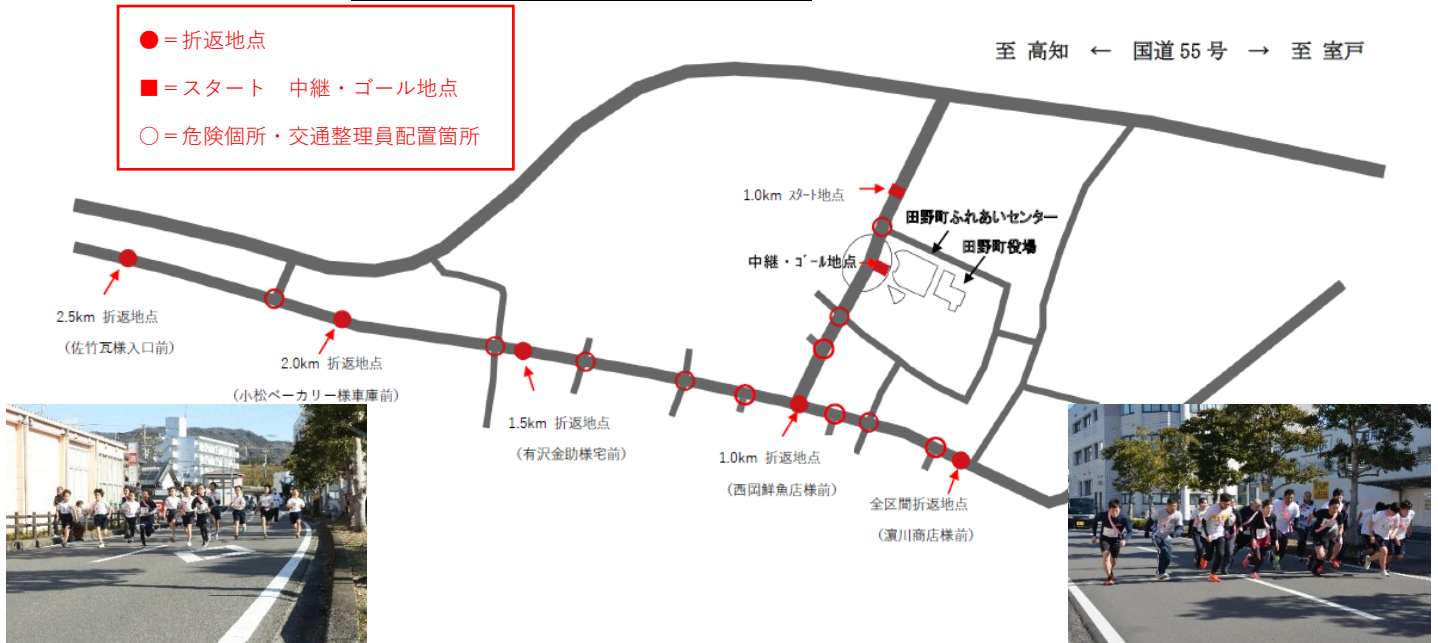 ●＝折返地点
■＝スタート　中継・ゴール地点
○＝危険個所・交通整理員配置箇所
至 高知　←　国道55号　→　至 室戸
1.0km ｽﾀｰﾄ地点
田野町ふれあいセンター
田野町役場
中継・ｺﾞｰﾙ地点
2.5km 折返地点
（佐竹瓦様入口前）
2.0km 折返地点
（小松ベーカリー様車庫前）
1.5km 折返地点
（有沢金助様宅前）
1.0km 折返地点
（西岡鮮魚店様前）
全区間折返地点
（濵川商店様前）